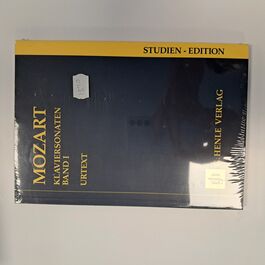 STUDIEN - EDITION
MOZART
KLAVIERSONATEN
BAND I
URTEXT
HENLE VERLAG